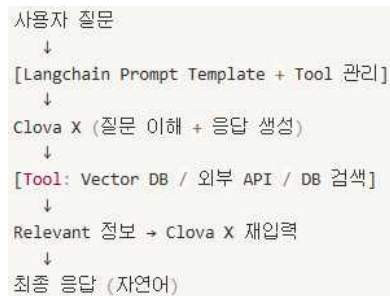 사용자 질문
↓
[Langchain Prompt Template + Tool 관리]
↓
Clova X (질문 이해 + 응답 생성)
↓
[Tool: Vector DB / 외부 API / DB 검색]
↓
Relevant 정보 → Clova X 재입력
↓
최종 응답 (자연어)